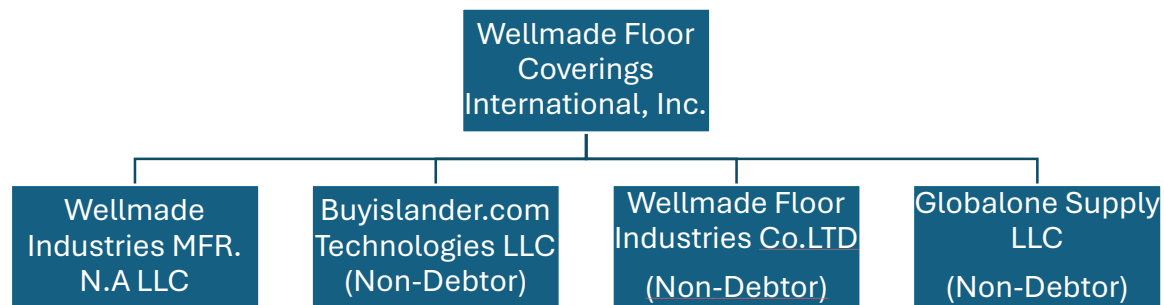 Wellmade Floor
Coverings
International, Inc.
Wellmade
Industries MFR.
N.A LLC
Buyislander.com
Technologies LLC
(Non-Debtor)
Wellmade Floor
Industries Co.LTD
(Non-Debtor)
Globalone Supply
LLC
(Non-Debtor)